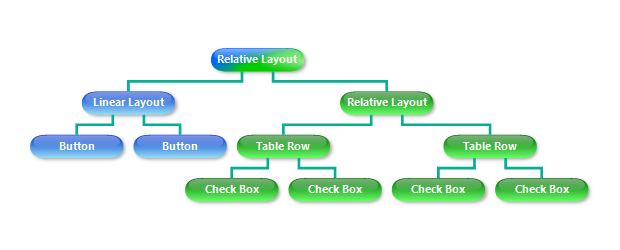 Relative Layout
Linear Layout
Relative Layout
Button
Button
Table Row
Table Row
Check Box
Check Box
Check Box
Check Box